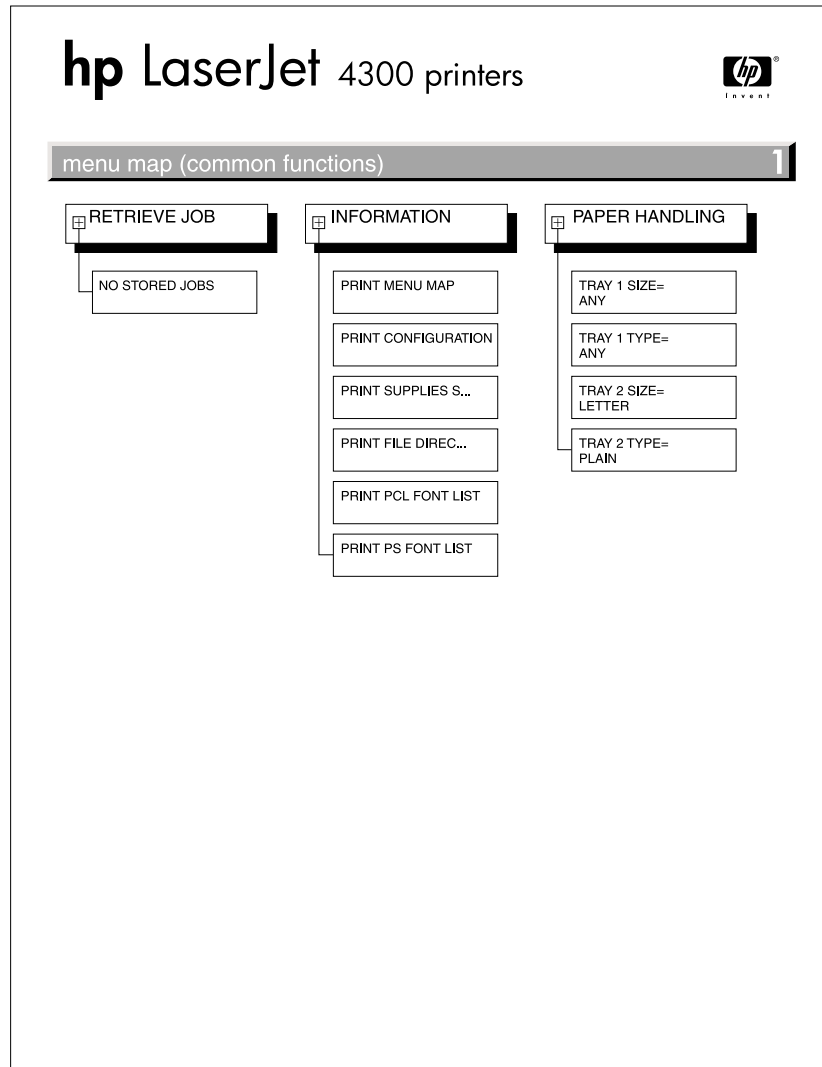 hp LaserJet 4300 printers
hp®
invent
menu map (common functions) 1
RETRIEVE JOB
NO STORED JOBS
INFORMATION
PRINT MENU MAP
PRINT CONFIGURATION
PRINT SUPPLIES S...
PRINT FILE DIREC...
PRINT PCL FONT LIST
PRINT PS FONT LIST
PAPER HANDLING
TRAY 1 SIZE=
ANY
TRAY 1 TYPE=
ANY
TRAY 2 SIZE=
LETTER
TRAY 2 TYPE=
PLAIN